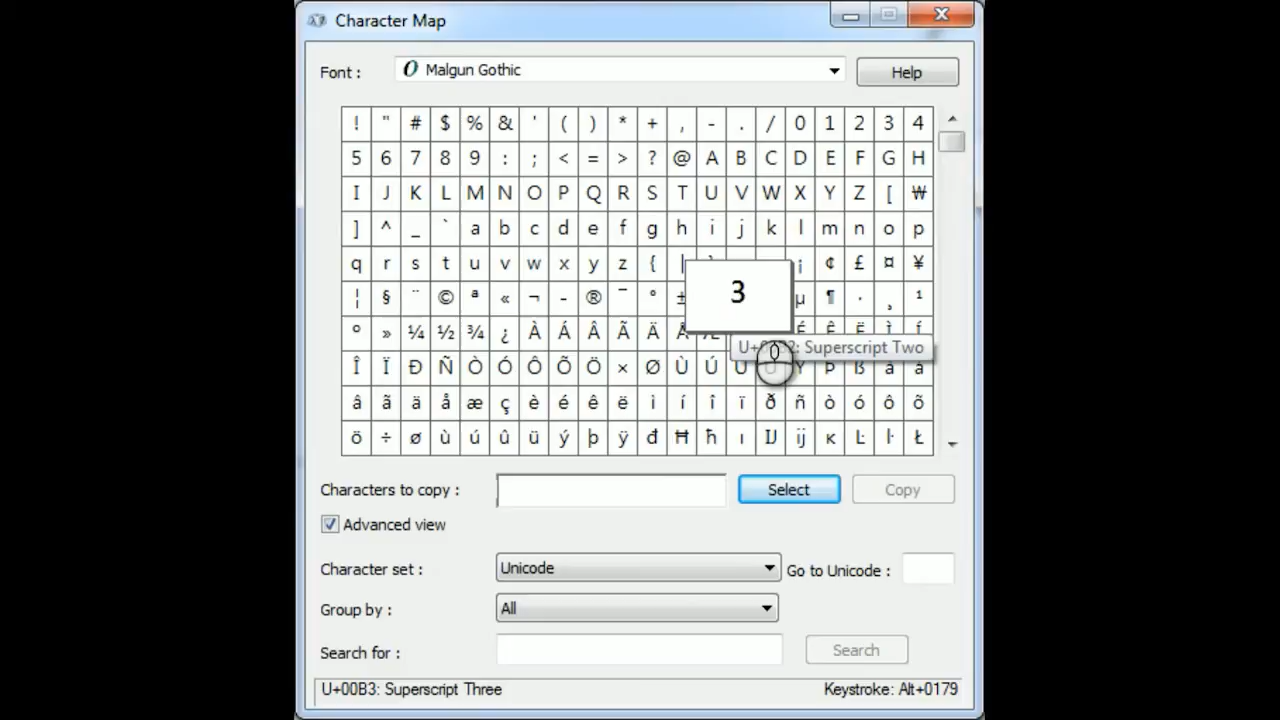 Character Map
Font : Malgun Gothic Help
! " # $ % & ' ( ) * + , - . / 0 1 2 3 4
5 6 7 8 9 : ; < = > ? @ A B C D E F G H
I J K L M N O P Q R S T U V W X Y Z [ ₩
] ^ _ ` a b c d e f g h i j k l m n o p
q r s t u v w x y z { | ¡ ¢ £ ¤ ¥
¦ § ¨ © ª « ¬ - ® ¯ ° ± µ ¶ · ¸ ¹
3
º » ¼ ½ ¾ ¿ À Á Â Ã Ä Å Æ É Ê Ë Ì Í
Superscript Two
Î Ï Ð Ñ Ò Ó Ô Õ Ö × Ø Ù Ú Û Ü Ý Þ ß à á
â ã ä å æ ç è é ê ë ì í î ï ð ñ ò ó ô õ
ö ÷ ø ù ú û ü ý þ ÿ đ Ħ ħ ı Ĳ ĳ ĸ Ŀ ŀ Ł
Characters to copy : Select Copy
Advanced view
Character set : Unicode Go to Unicode :
Group by : All
Search for : Search
U+00B3: Superscript Three Keystroke: Alt+0179